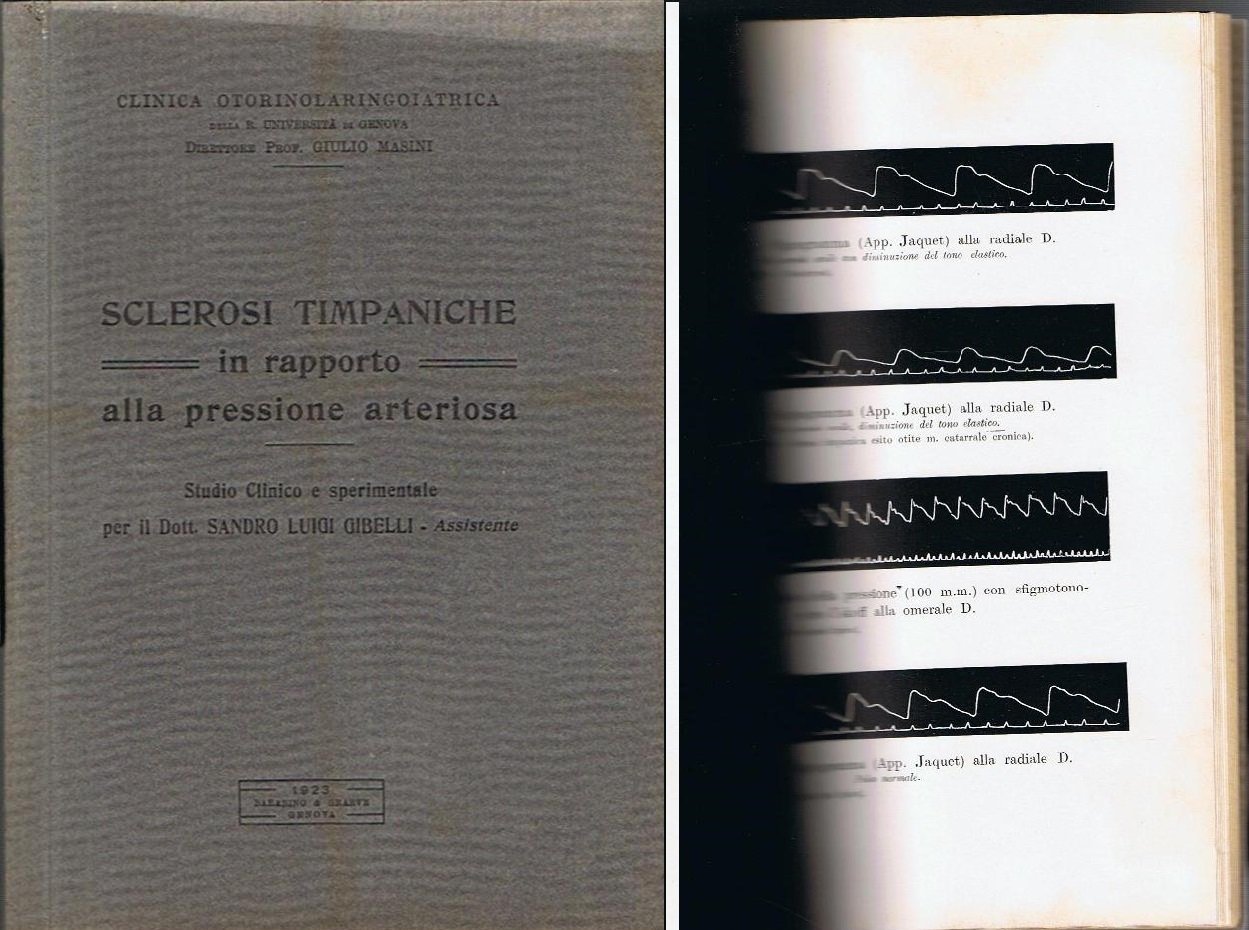 CLINICA OTORINOLARINGOIATRICA
DELLA R. UNIVERSITÀ DI GENOVA
DIRETTORE PROF. GIULIO MASINI
SCLEROSI TIMPANICHE
in rapporto
alla pressione arteriosa
Studio Clinico e sperimentale
per il Dott. SANDRO LUIGI GIBELLI - Assistente
1923
GENOVA
(App. Jaquet) alla radiale D.
diminuzione del tono elastico.
(App. Jaquet) alla radiale D.
diminuzione del tono elastico.
esito otite m. catarrale cronica).
pressione" (100 m.m.) con sfigmotono-
alla omerale D.
(App. Jaquet) alla radiale D.
normale.